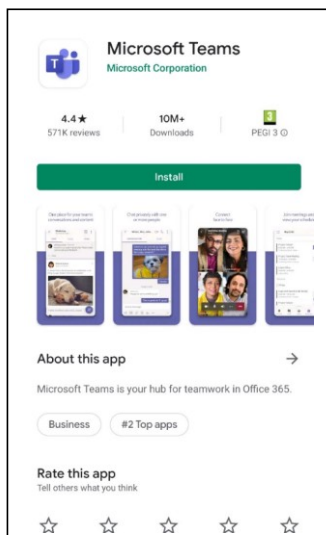 Microsoft Teams
Microsoft Corporation
4.4★
571K reviews
10M+
Downloads
3
PEGI 3
Install
About this app
Microsoft Teams is your hub for teamwork in Office 365.
Business
#2 Top apps
Rate this app
Tell others what you think